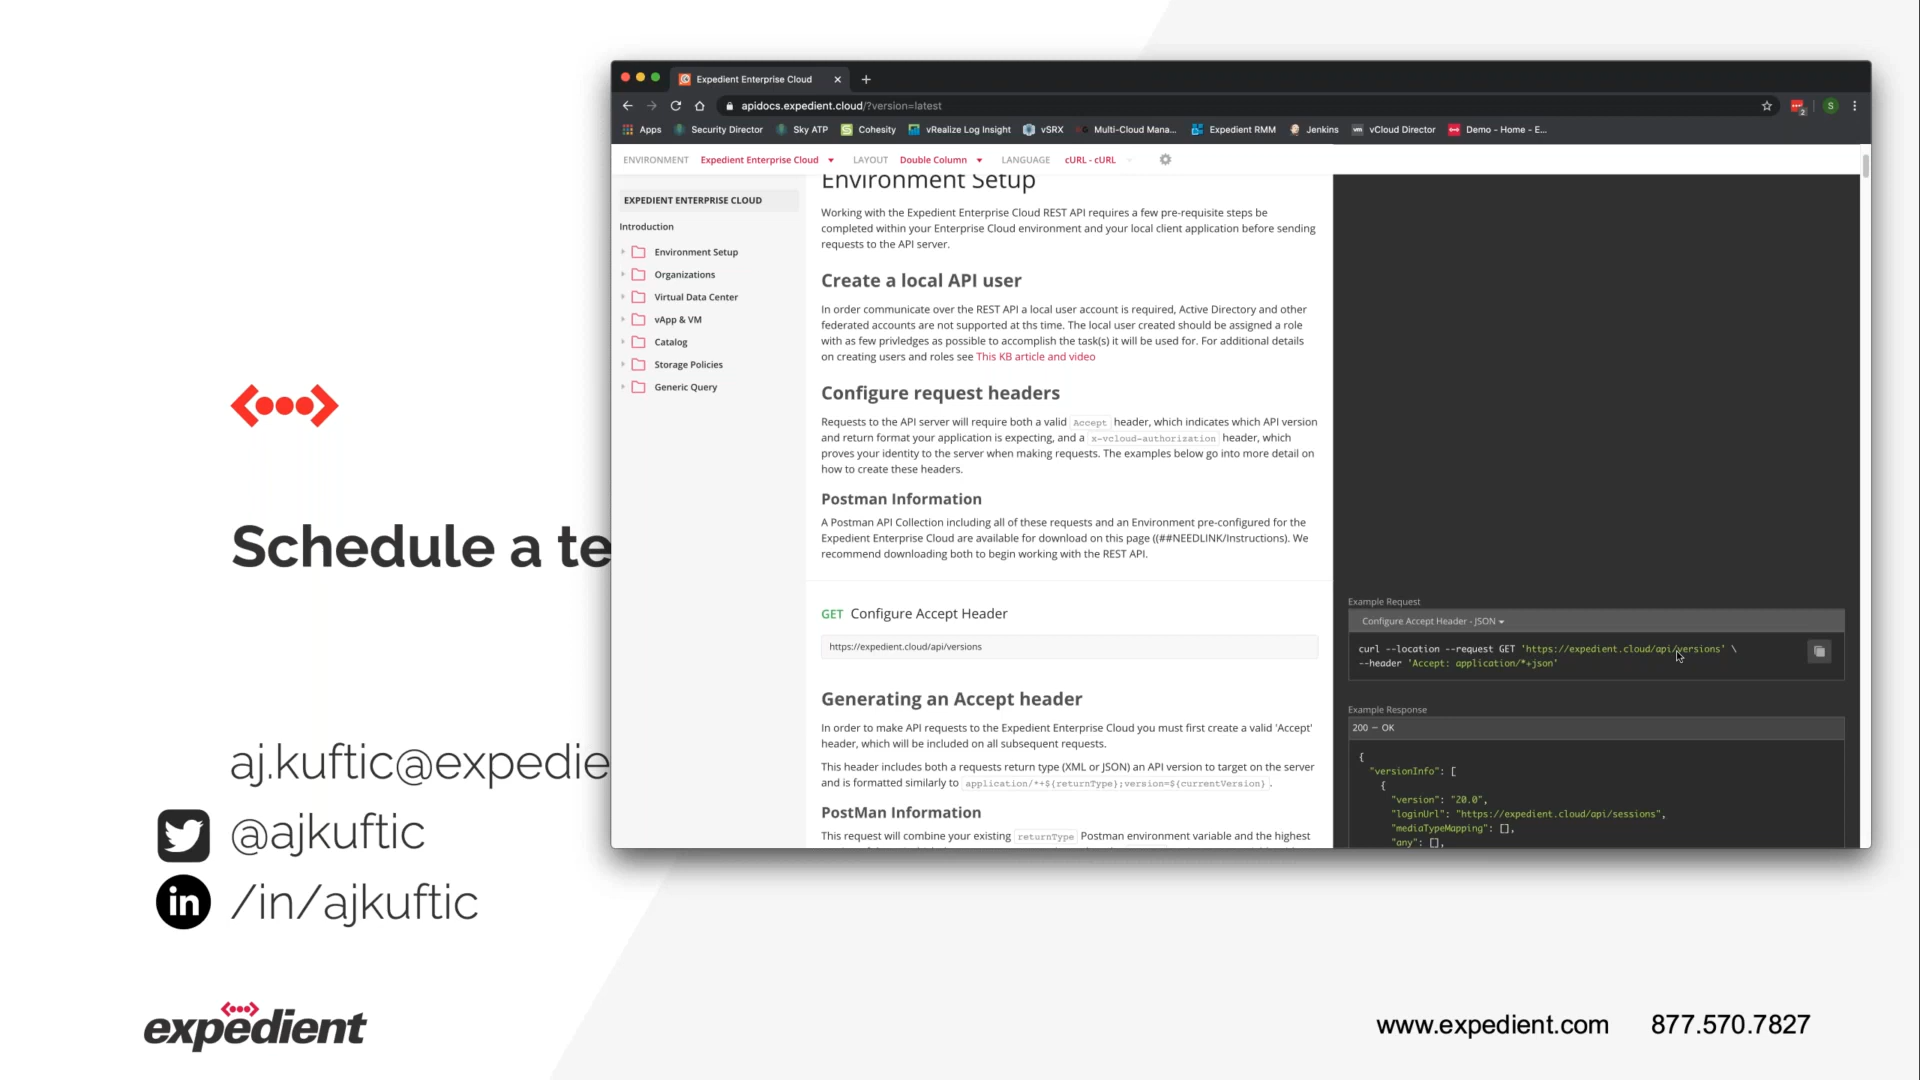 Schedule a te
aj.kuftic@expedie
@ajkuftic
in /in/ajkuftic
expedient
www.expedient.com 877.570.7827
Expedient Enterprise Cloud
apidocs.expedient.cloud/?version=latest
S
Apps Security Director Sky ATP Cohesity vRealize Log Insight vSRX Multi-Cloud Mana... Expedient RMM Jenkins vm vCloud Director Demo - Home - E...
ENVIRONMENT Expedient Enterprise Cloud LAYOUT Double Column LANGUAGE cURL - cURL
EXPEDIENT ENTERPRISE CLOUD
Introduction
Environment Setup
Organizations
Virtual Data Center
vApp & VM
Catalog
Storage Policies
Generic Query
Environment Setup
Working with the Expedient Enterprise Cloud REST API requires a few pre-requisite steps be
completed within your Enterprise Cloud environment and your local client application before sending
requests to the API server.
Create a local API user
In order communicate over the REST API a local user account is required, Active Directory and other
federated accounts are not supported at ths time. The local user created should be assigned a role
with as few privledges as possible to accomplish the task(s) it will be used for. For additional details
on creating users and roles see This KB article and video
Configure request headers
Requests to the API server will require both a valid Accept header, which indicates which API version
and return format your application is expecting, and a x-vcloud-authorization header, which
proves your identity to the server when making requests. The examples below go into more detail on
how to create these headers.
Postman Information
A Postman API Collection including all of these requests and an Environment pre-configured for the
Expedient Enterprise Cloud are available for download on this page ((##NEEDLINK/Instructions). We
recommend downloading both to begin working with the REST API.
GET Configure Accept Header
https://expedient.cloud/api/versions
Generating an Accept header
In order to make API requests to the Expedient Enterprise Cloud you must first create a valid 'Accept'
header, which will be included on all subsequent requests.
This header includes both a requests return type (XML or JSON) an API version to target on the server
and is formatted similarly to application/*+${returnType};version=${currentVersion} .
PostMan Information
This request will combine your existing returnType Postman environment variable and the highest
Example Request
Configure Accept Header - JSON
curl --location --request GET 'https://expedient.cloud/api/versions' \
--header 'Accept: application/*+json'
Example Response
200 — OK
{
"versionInfo": [
{
"version": "20.0",
"loginUrl": "https://expedient.cloud/api/sessions",
"mediaTypeMapping": [],
"any": [],